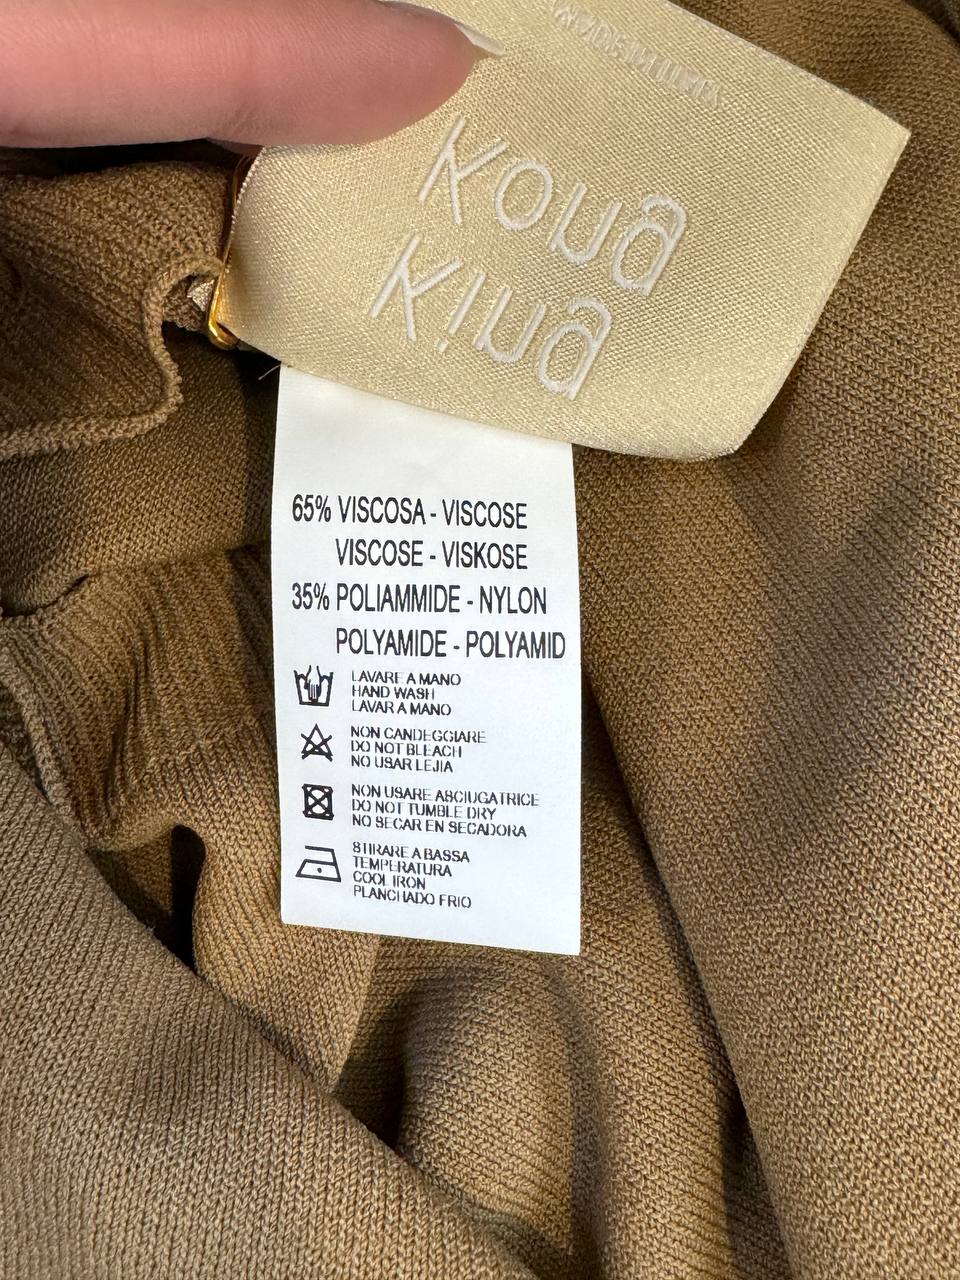 Koua
Kina
65% VISCOSA - VISCOSE
VISCOSE - VISKOSE
35% POLIAMMIDE - NYLON
POLYAMIDE - POLYAMID
LAVARE A MANO
HAND WASH
LAVAR A MANO
NON CANDEGGIARE
DO NOT BLEACH
NO USAR LEJIA
NON USARE ASCIUGATRICE
DO NOT TUMBLE DRY
NO SECAR EN SECADORA
STIRARE A BASSA
TEMPERATURA
COOL IRON
PLANCHADO FRIO